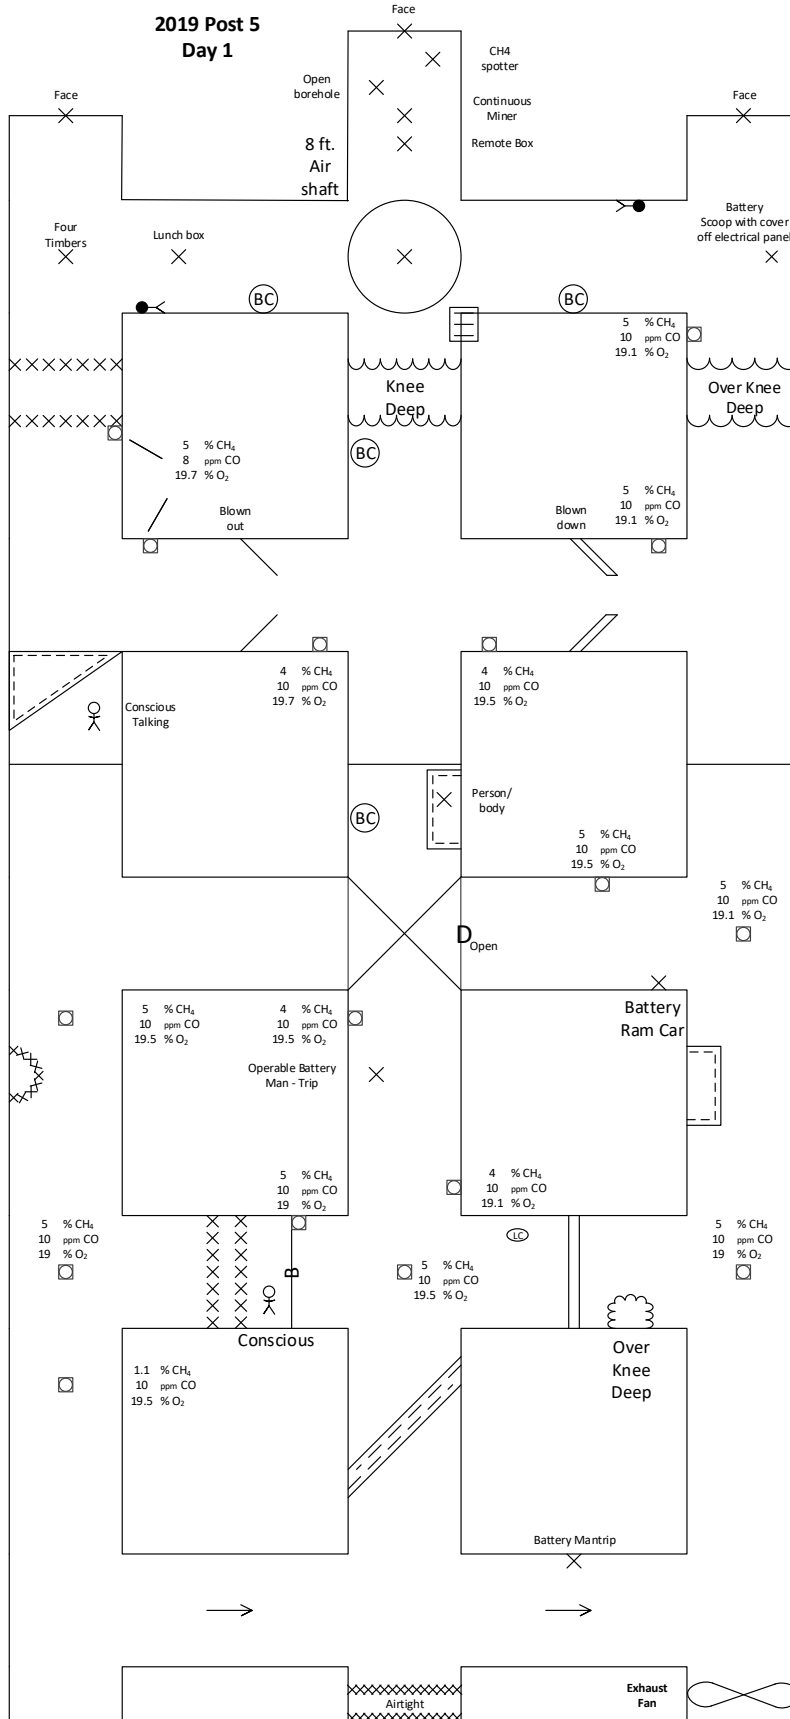 2019 Post 5
Day 1
Face
CH₄
spotter
Open
borehole
Continuous
Miner
Remote Box
Face
Face
8 ft.
Air
shaft
Four
Timbers
Lunch box
Battery
Scoop with cover
off electrical panel
BC
BC
5 % CH₄
10 ppm CO
19.1 % O₂
Knee
Deep
Over Knee
Deep
BC
5 % CH₄
8 ppm CO
19.7 % O₂
5 % CH₄
10 ppm CO
19.1 % O₂
Blown
out
Blown
down
4 % CH₄
10 ppm CO
19.7 % O₂
4 % CH₄
10 ppm CO
19.5 % O₂
Conscious
Talking
Person/
body
BC
5 % CH₄
10 ppm CO
19.5 % O₂
5 % CH₄
10 ppm CO
19.1 % O₂
D
Open
5 % CH₄
10 ppm CO
19.5 % O₂
4 % CH₄
10 ppm CO
19.5 % O₂
Battery
Ram Car
Operable Battery
Man - Trip
5 % CH₄
10 ppm CO
19 % O₂
4 % CH₄
10 ppm CO
19.1 % O₂
5 % CH₄
10 ppm CO
19 % O₂
LC
5 % CH₄
10 ppm CO
19 % O₂
B
5 % CH₄
10 ppm CO
19.5 % O₂
Conscious
Over
Knee
Deep
1.1 % CH₄
10 ppm CO
19.5 % O₂
Battery Mantrip
Airtight
Exhaust
Fan